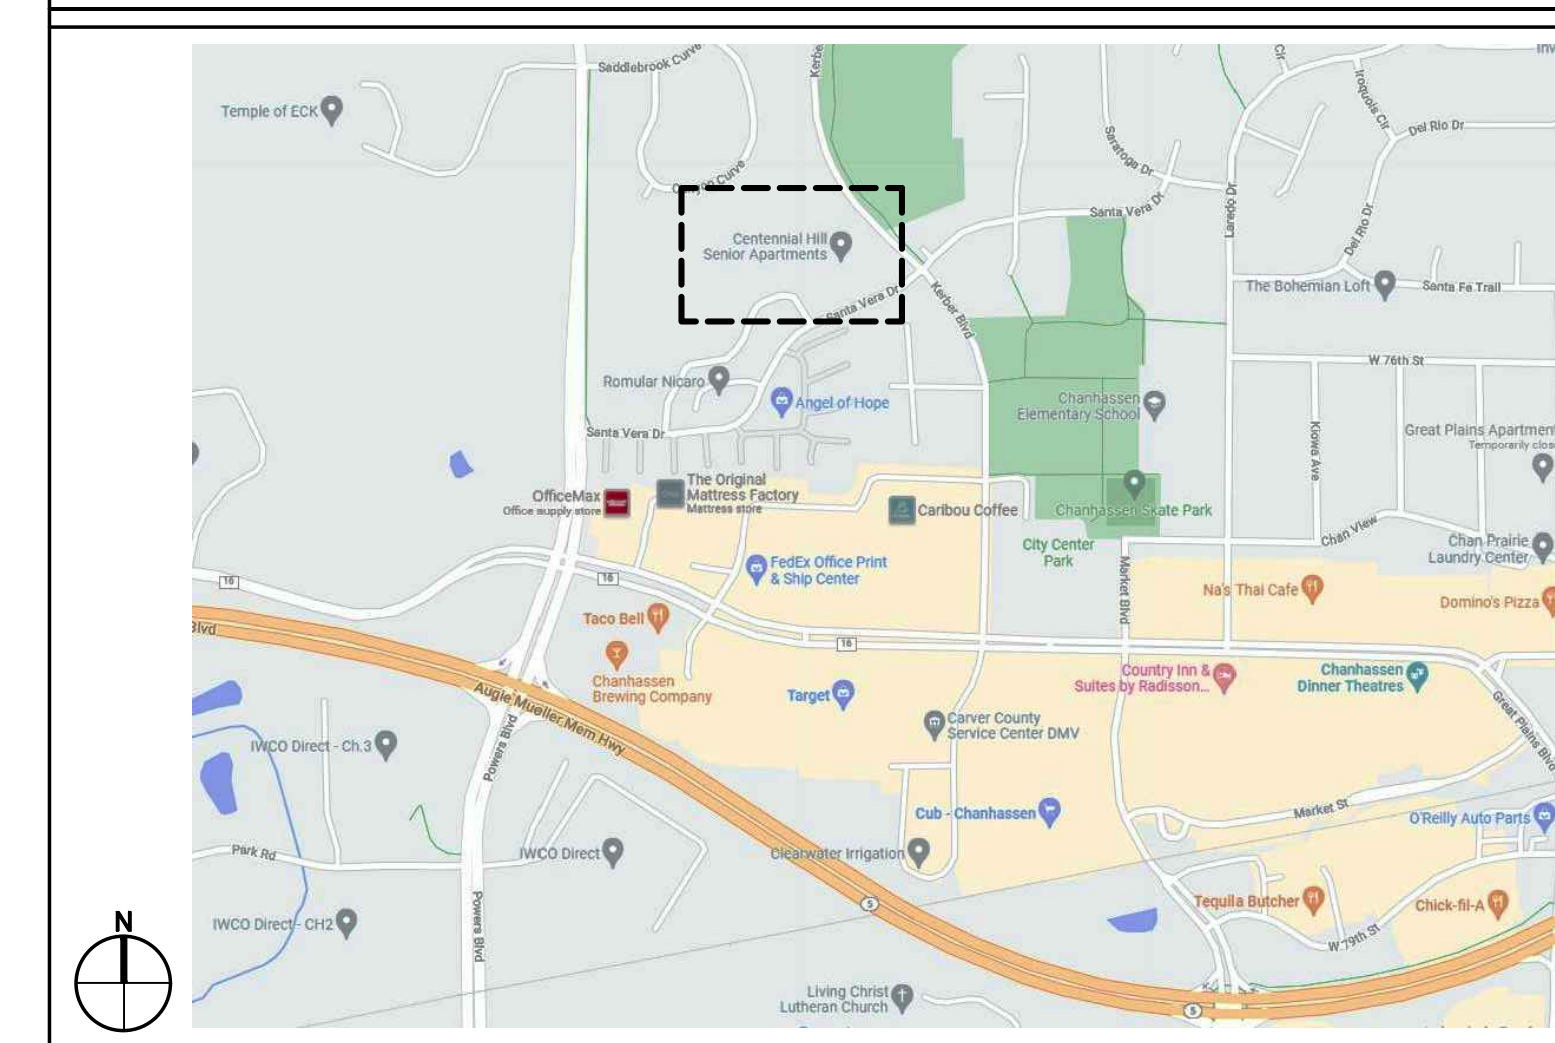 Saddlebrook Curve
Kerbe
Clr
Inv
Temple of ECK
Iroquois Clr
Del Rio Dr
Saratoga Dr
Canyon Curve
Laredo Dr
Santa Vera Dr
Del Rio Dr
Centennial Hill
Senior Apartments
Santa Vera Dr
Kerber Blvd
The Bohemian Loft
Santa Fe Trail
W 76th St
Romular Nicaro
Angel of Hope
Chanhassen
Elementary School
Kiowa Ave
Great Plains Apartmen
Temporarily clos
Santa Vera Dr
The Original
Mattress Factory
Mattress store
OfficeMax
Office supply store
Caribou Coffee
Chanhassen Skate Park
City Center
Park
Chan View
Chan Prairie
Laundry Center
FedEx Office Print
& Ship Center
Market Blvd
16
16
Na's Thai Cafe
Domino's Pizza
Taco Bell
Blvd
16
Chanhassen
Brewing Company
Target
Country Inn &
Suites by Radisson...
Chanhassen
Dinner Theatres
Augie Mueller Mem Hwy
Great Plains Blvd
Carver County
Service Center DMV
IWCO Direct - Ch.3
Powers Blvd
Cub - Chanhassen
Market St
O'Reilly Auto Parts
Park Rd
IWCO Direct
Clearwater Irrigation
5
Tequila Butcher
Chick-fil-A
N
IWCO Direct - CH2
Powers Blvd
W 79th St
Living Christ
Lutheran Church
5